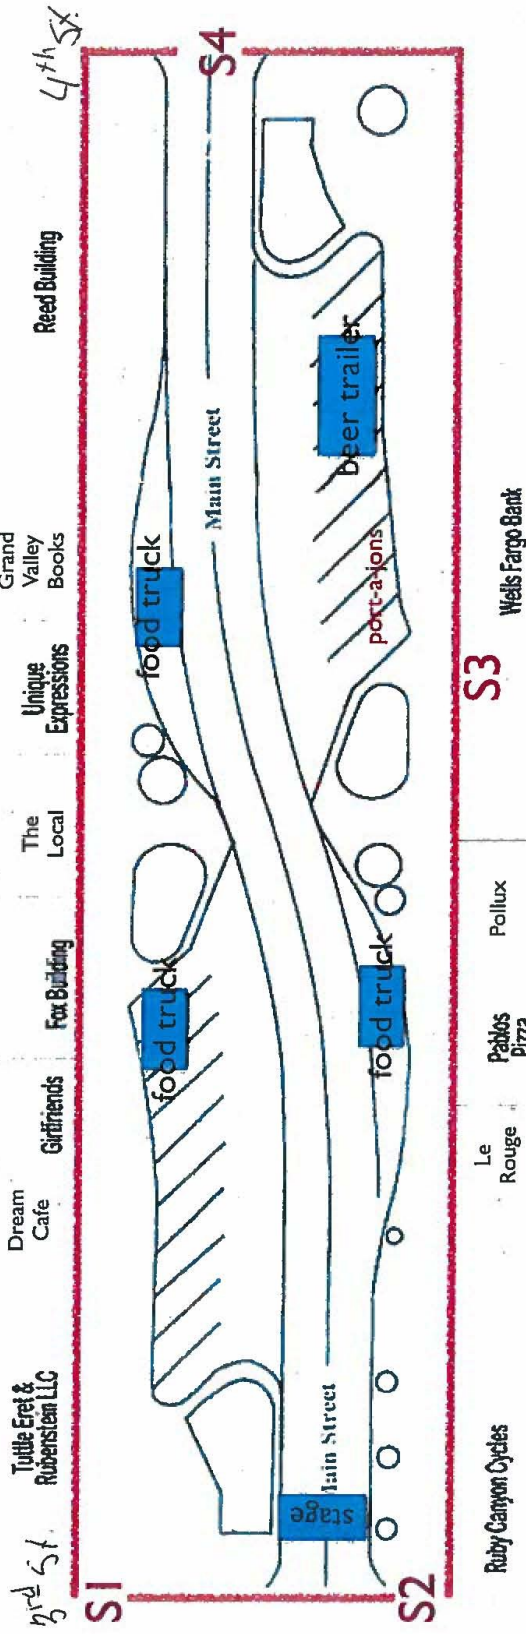 3rd St.
4th St.
Tuttle Eret &
Rubenstein LLC
Dream
Cafe
Girlfriends
Fox Building
The
Local
Unique
Expressions
Grand
Valley
Books
Reed Building
S1
S4
food truck
food truck
Main Street
Main Street
stage
food truck
port-a-jons
beer trailer
S2
S3
Ruby Canyon Cycles
Le
Rouge
Pablos
Pizza
Pollux
Wells Fargo Bank